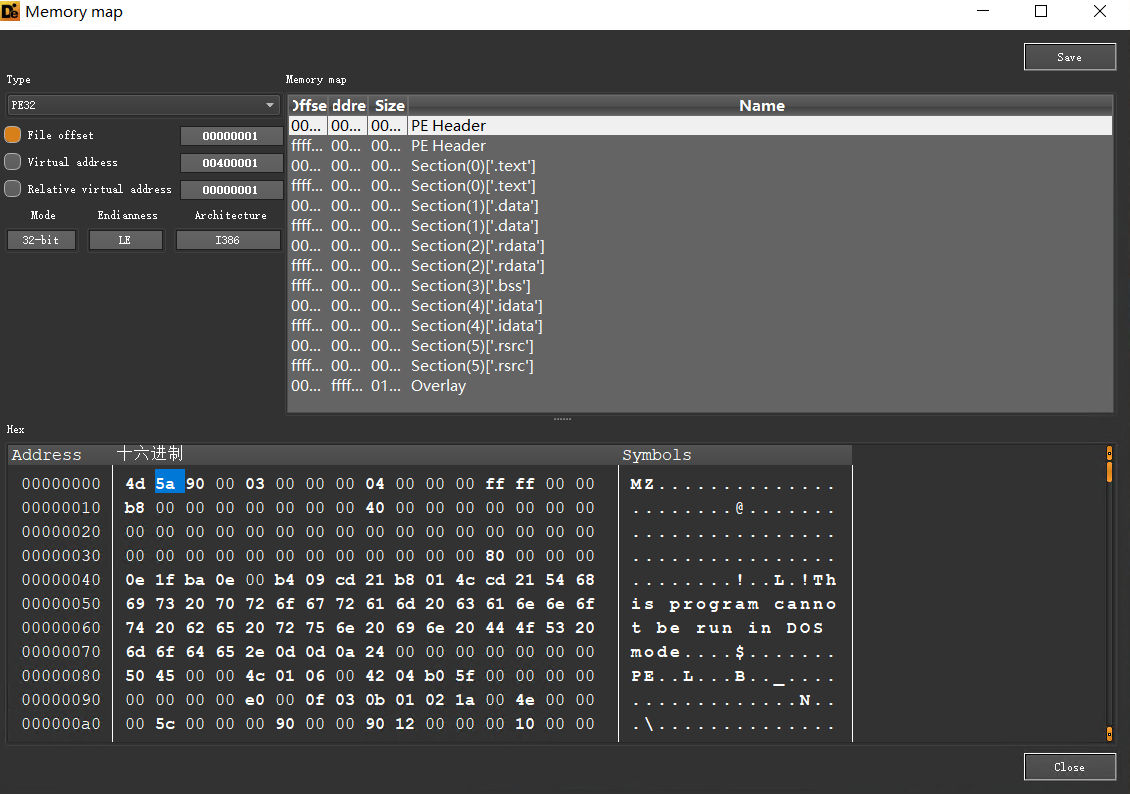 De Memory map
Save
Type
Memory map
PE32
Offse ddre Size Name
00... 00... 00... PE Header
ffff... 00... 00... PE Header
00... 00... 00... Section(0)['.text']
ffff... 00... 00... Section(0)['.text']
00... 00... 00... Section(1)['.data']
ffff... 00... 00... Section(1)['.data']
00... 00... 00... Section(2)['.rdata']
ffff... 00... 00... Section(2)['.rdata']
ffff... 00... 00... Section(3)['.bss']
00... 00... 00... Section(4)['.idata']
ffff... 00... 00... Section(4)['.idata']
00... 00... 00... Section(5)['.rsrc']
ffff... 00... 00... Section(5)['.rsrc']
00... ffff... 01... Overlay
File offset 00000001
Virtual address 00400001
Relative virtual address 00000001
Mode Endianness Architecture
32-bit LE I386
Hex
Address 十六进制 Symbols
00000000 4d 5a 90 00 03 00 00 00 04 00 00 00 ff ff 00 00 MZ..............
00000010 b8 00 00 00 00 00 00 00 40 00 00 00 00 00 00 00 ........@.......
00000020 00 00 00 00 00 00 00 00 00 00 00 00 00 00 00 00 ................
00000030 00 00 00 00 00 00 00 00 00 00 00 00 80 00 00 00 ................
00000040 0e 1f ba 0e 00 b4 09 cd 21 b8 01 4c cd 21 54 68 ........!..L.!Th
00000050 69 73 20 70 72 6f 67 72 61 6d 20 63 61 6e 6e 6f is program canno
00000060 74 20 62 65 20 72 75 6e 20 69 6e 20 44 4f 53 20 t be run in DOS
00000070 6d 6f 64 65 2e 0d 0d 0a 24 00 00 00 00 00 00 00 mode....$.......
00000080 50 45 00 00 4c 01 06 00 42 04 b0 5f 00 00 00 00 PE..L...B.._....
00000090 00 00 00 00 e0 00 0f 03 0b 01 02 1a 00 4e 00 00 .............N..
000000a0 00 5c 00 00 00 90 00 00 90 12 00 00 00 10 00 00 .\..............
Close